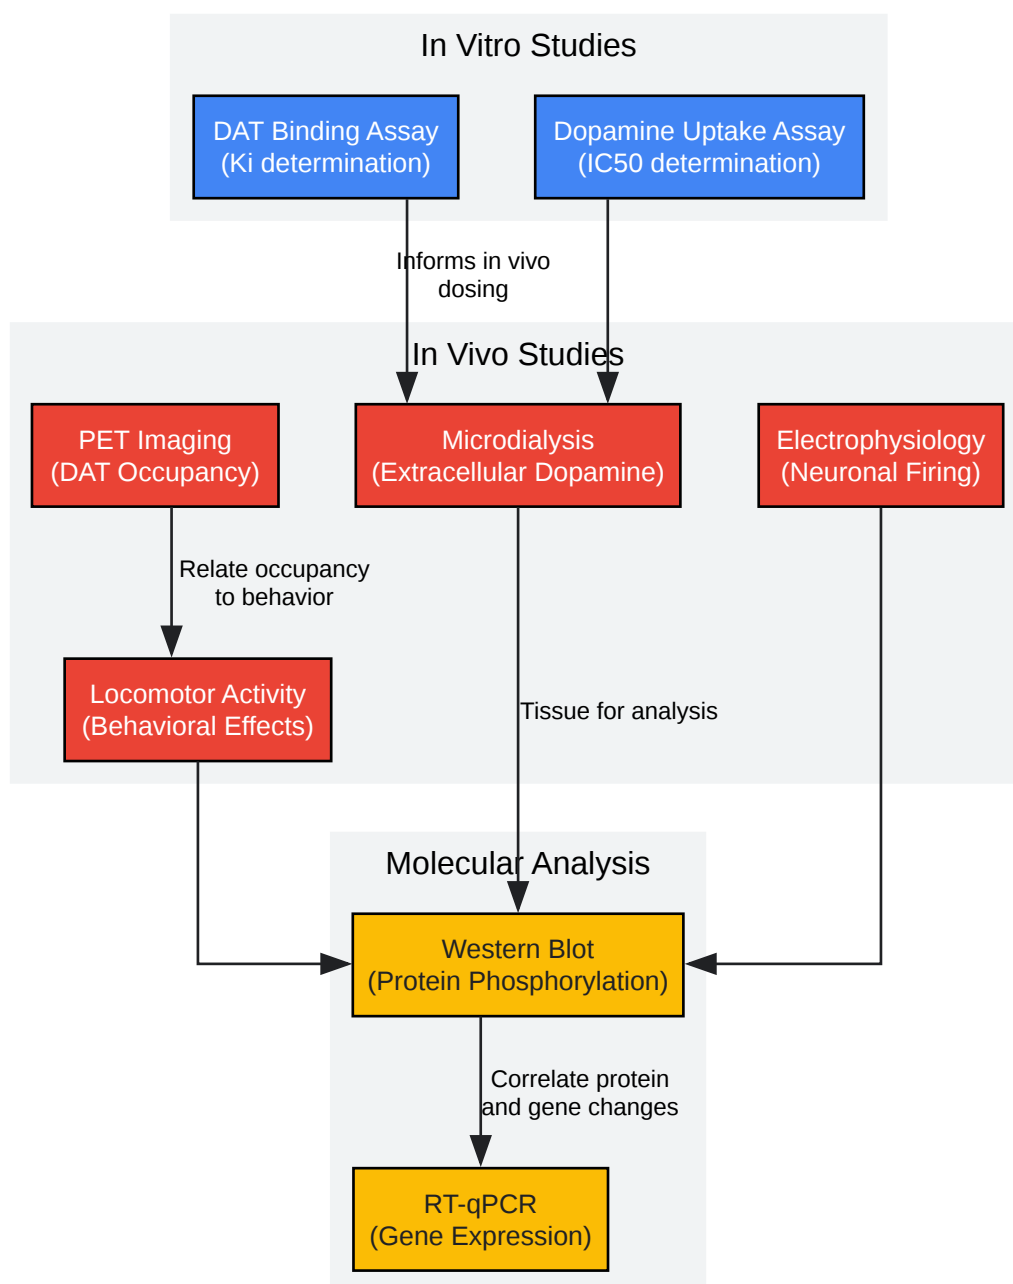 In Vitro Studies
DAT Binding Assay
(Ki determination)
Dopamine Uptake Assay
(IC50 determination)
Informs in vivo
dosing
In Vivo Studies
PET Imaging
(DAT Occupancy)
Microdialysis
(Extracellular Dopamine)
Electrophysiology
(Neuronal Firing)
Relate occupancy
to behavior
Locomotor Activity
(Behavioral Effects)
Tissue for analysis
Molecular Analysis
Western Blot
(Protein Phosphorylation)
Correlate protein
and gene changes
RT-qPCR
(Gene Expression)